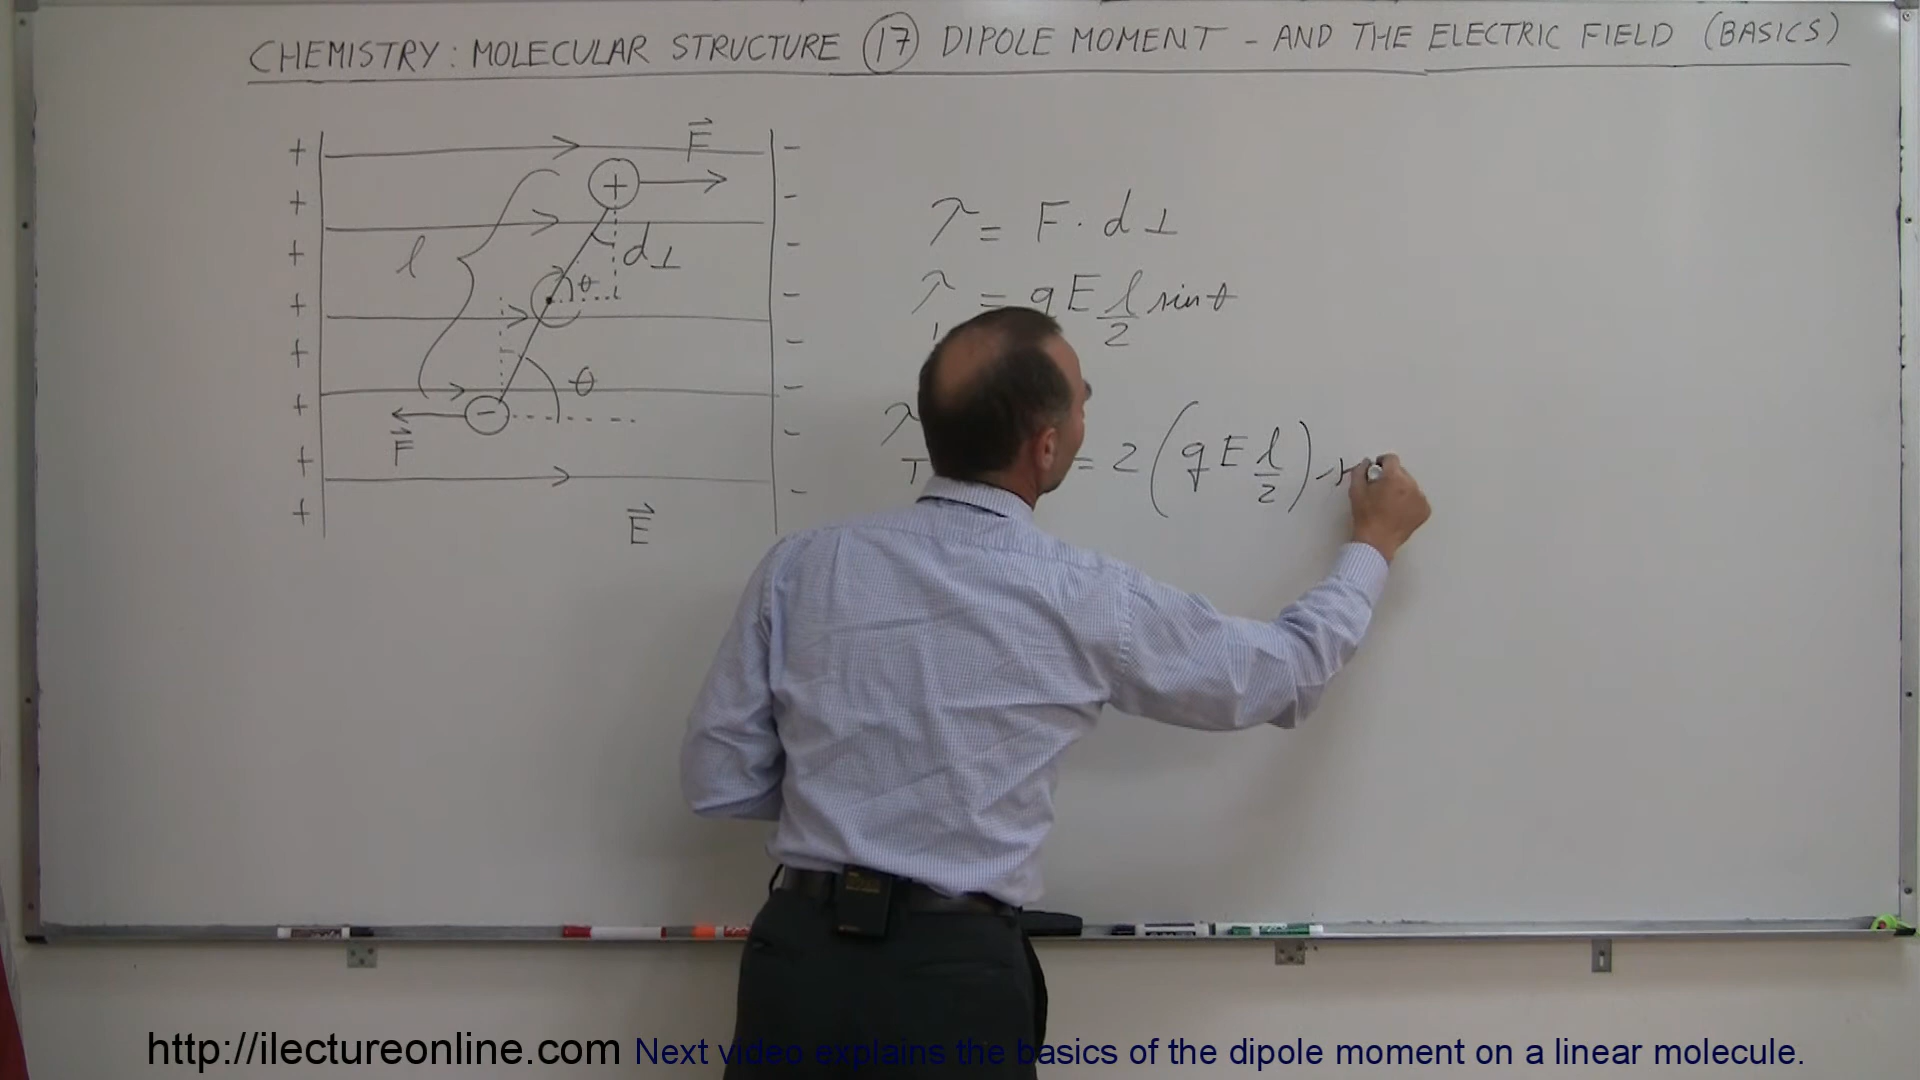 CHEMISTRY: MOLECULAR STRUCTURE 17 DIPOLE MOMENT - AND THE ELECTRIC FIELD (BASICS)
+ + + + + + + +
- - - - - - - -
F
+
d⊥
l
θ
θ
-
F
E
τ = F · d⊥
τ = qE l/2 sinθ
τ = 2(qE l/2)
http://ilectureonline.com Next video explains the basics of the dipole moment on a linear molecule.